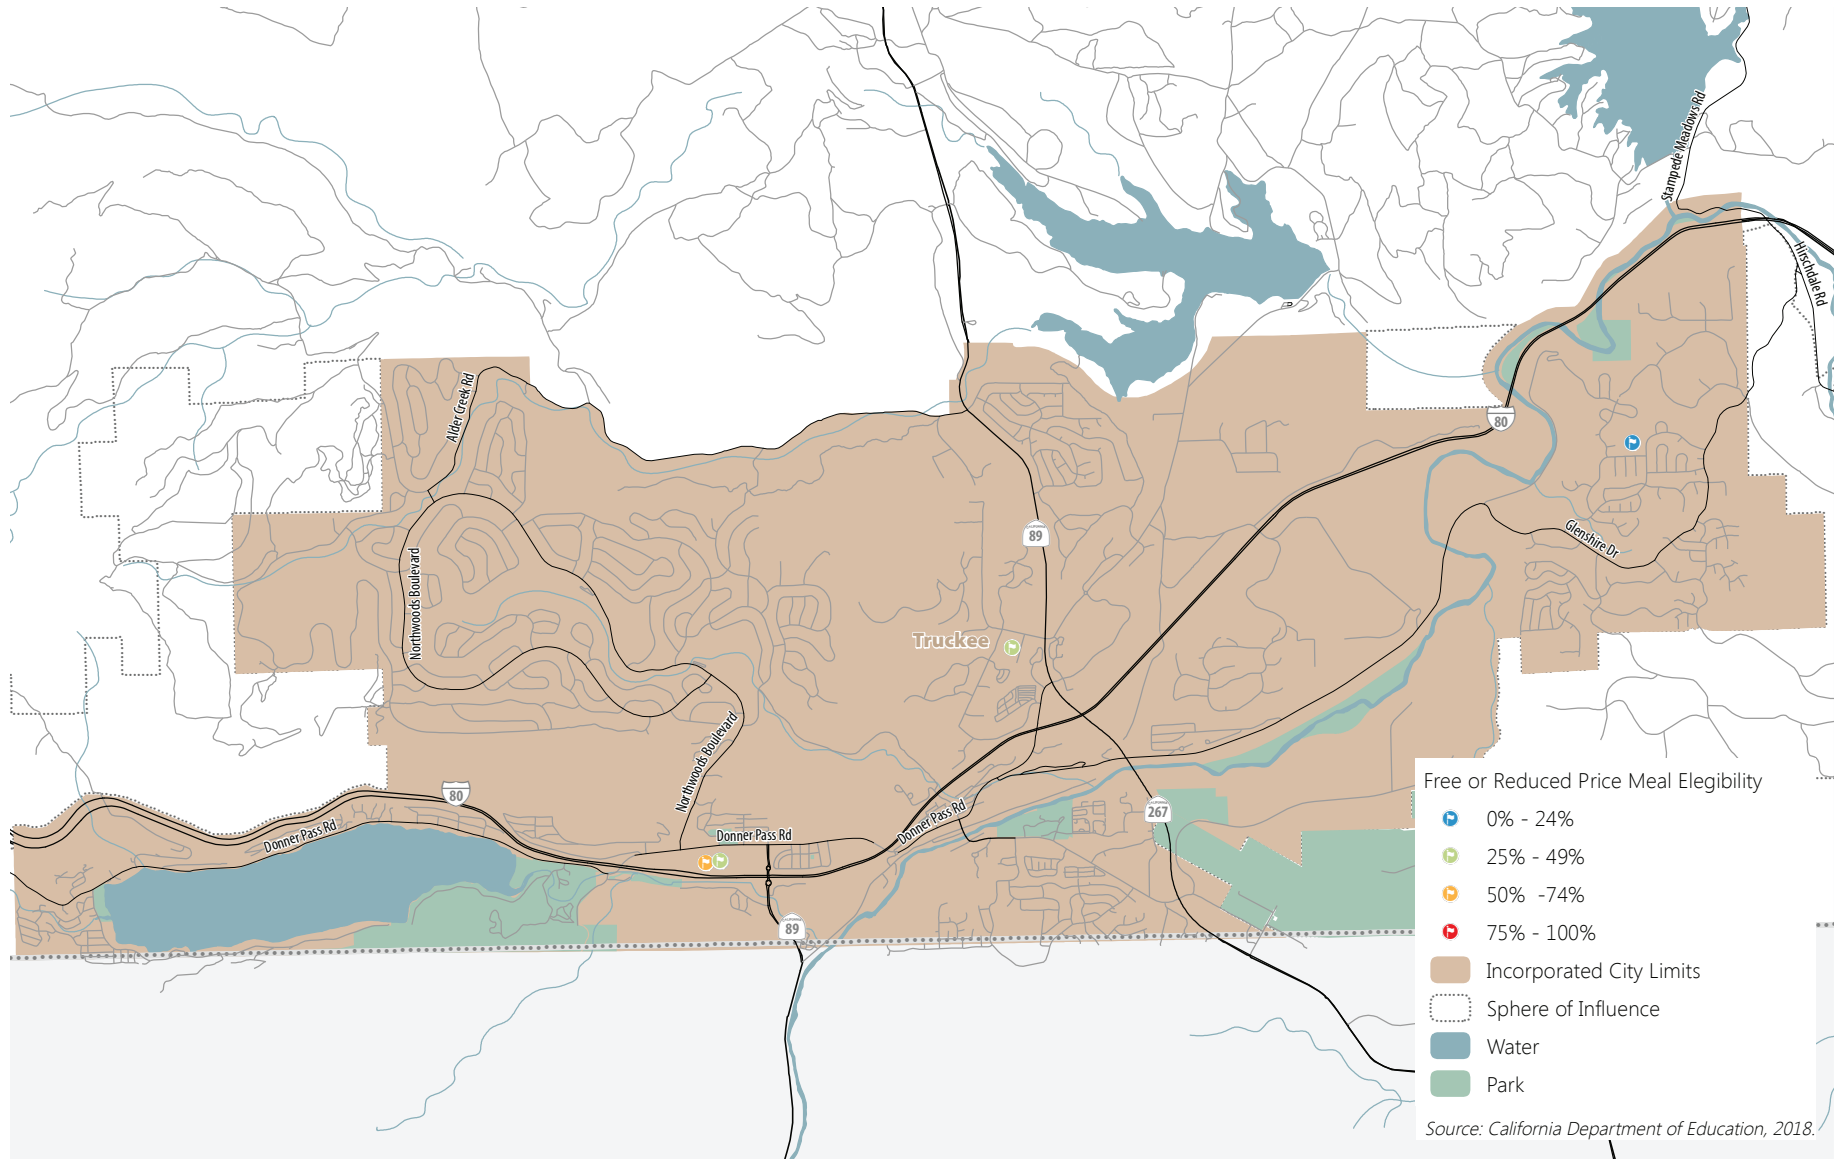 Stampede Meadows Rd
Hirschdale Rd
Alder Creek Rd
80
CALIFORNIA
89
Glenshire Dr
Northwoods Boulevard
Truckee
Northwoods Boulevard
80
Donner Pass Rd
Donner Pass Rd
Donner Pass Rd
CALIFORNIA
267
CALIFORNIA
89
Free or Reduced Price Meal Elegibility
0% - 24%
25% - 49%
50% -74%
75% - 100%
Incorporated City Limits
Sphere of Influence
Water
Park
Source: California Department of Education, 2018.